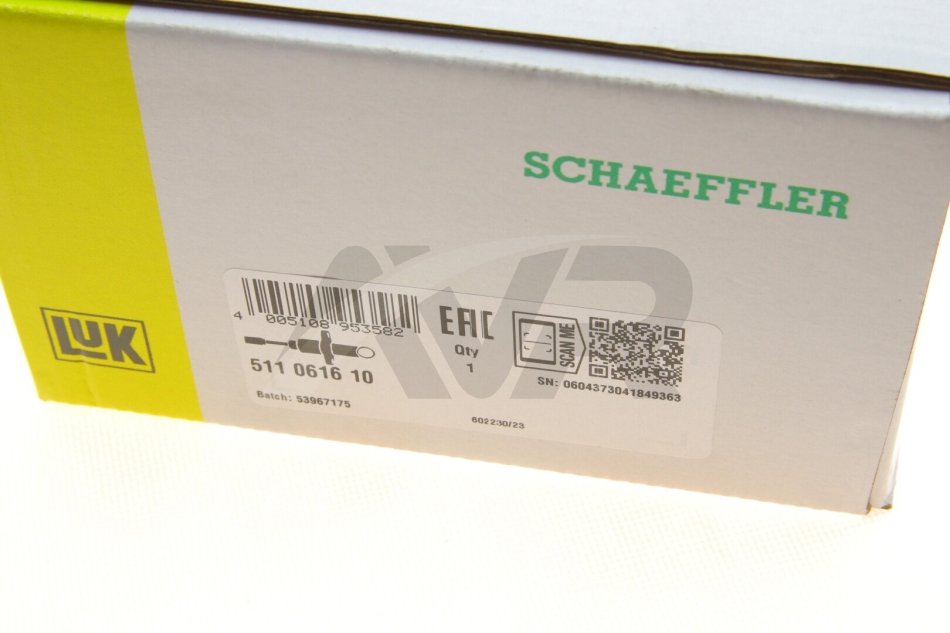 SCHAEFFLER
LUK
AVR
4 005108 953582
EAC
Qty
1
SCAN ME
511 0616 10
SN: 0604373041849363
Batch: 53967175
602230/23